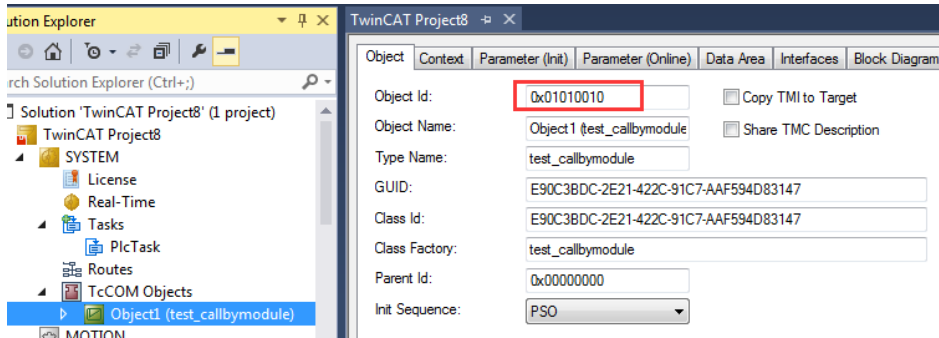 ution Explorer
rch Solution Explorer (Ctrl+;)
Solution 'TwinCAT Project8' (1 project)
TwinCAT Project8
SYSTEM
License
Real-Time
Tasks
PlcTask
Routes
TcCOM Objects
Object1 (test_callbymodule)
MOTION
TwinCAT Project8
Object Context Parameter (Init) Parameter (Online) Data Area Interfaces Block Diagram
Object Id: 0x01010010 Copy TMI to Target
Object Name: Object1 (test_callbymodule Share TMC Description
Type Name: test_callbymodule
GUID: E90C3BDC-2E21-422C-91C7-AAF594D83147
Class Id: E90C3BDC-2E21-422C-91C7-AAF594D83147
Class Factory: test_callbymodule
Parent Id: 0x00000000
Init Sequence: PSO